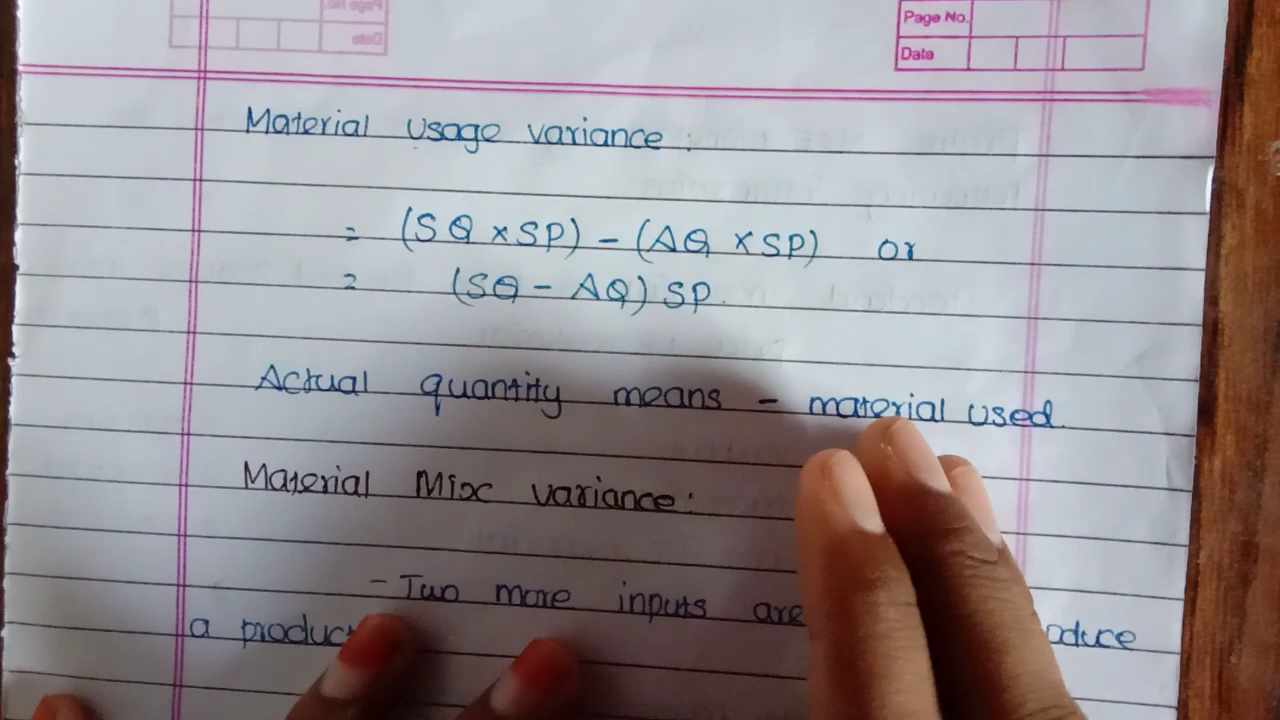 Page No.
Date
Material usage variance :
= (SQ × SP) - (AQ × SP) or
= (SQ - AQ) SP.
Actual quantity means - material used.
Material Mix variance:
- Two more inputs are
a product